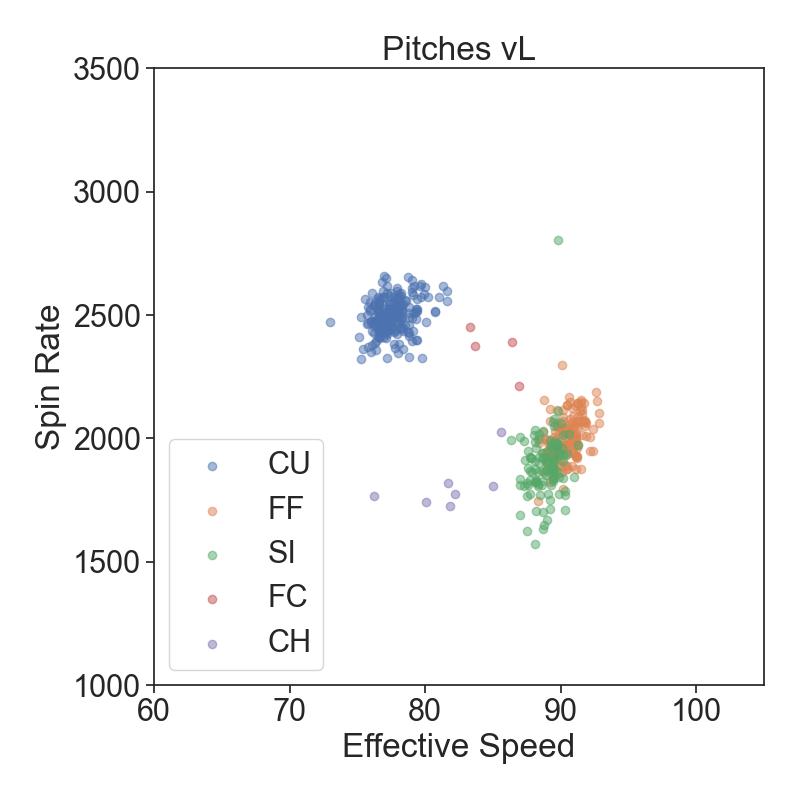 Pitches vL
3500
3000
2500
2000
1500
1000
Spin Rate
CU
FF
SI
FC
CH
60 70 80 90 100
Effective Speed